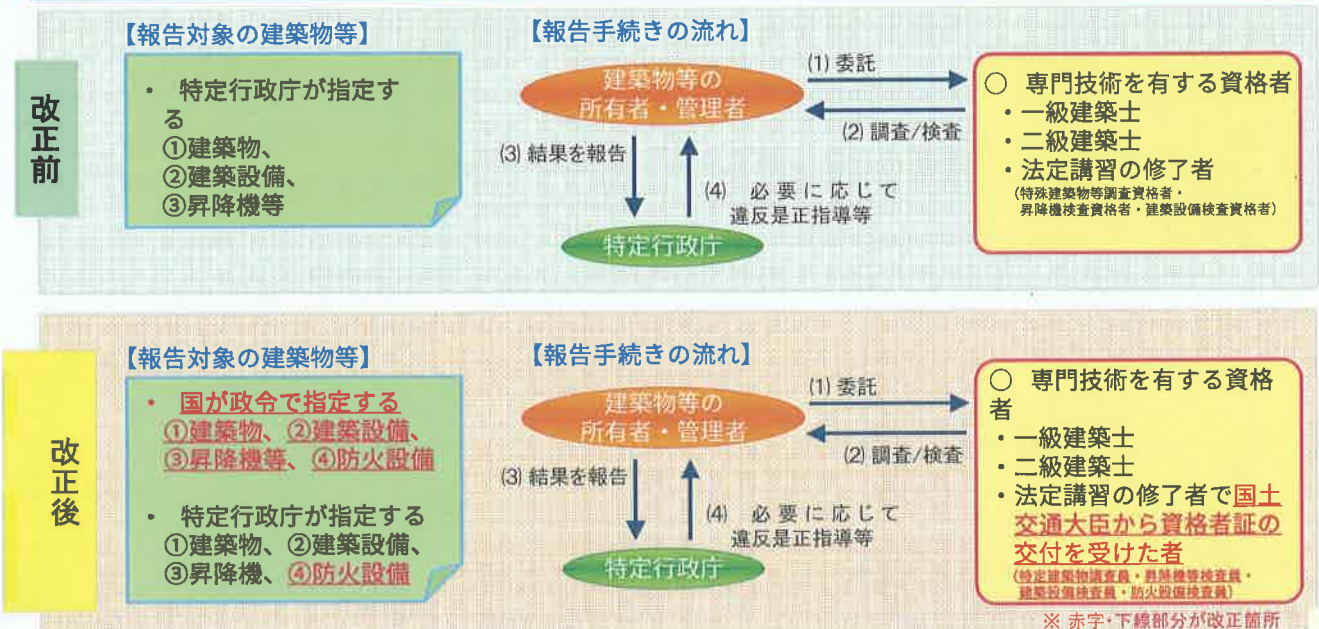 改正前
【報告対象の建築物等】
・ 特定行政庁が指定す
る
①建築物、
②建築設備、
③昇降機等
【報告手続きの流れ】
建築物等の
所有者・管理者
(1) 委託
(2) 調査/検査
(3) 結果を報告
(4) 必要に応じて
違反是正指導等
特定行政庁
○ 専門技術を有する資格者
・一級建築士
・二級建築士
・法定講習の修了者
(特殊建築物等調査資格者・
昇降機検査資格者・建築設備検査資格者)
改正後
【報告対象の建築物等】
・ 国が政令で指定する
①建築物、②建築設備、
③昇降機等、④防火設備
・ 特定行政庁が指定する
①建築物、②建築設備、
③昇降機、④防火設備
【報告手続きの流れ】
建築物等の
所有者・管理者
(1) 委託
(2) 調査/検査
(3) 結果を報告
(4) 必要に応じて
違反是正指導等
特定行政庁
○ 専門技術を有する資格
者
・一級建築士
・二級建築士
・法定講習の修了者で国土
交通大臣から資格者証の
交付を受けた者
(特定建築物調査員・昇降機等検査員・
建築設備検査員・防火設備検査員)
※ 赤字・下線部分が改正箇所